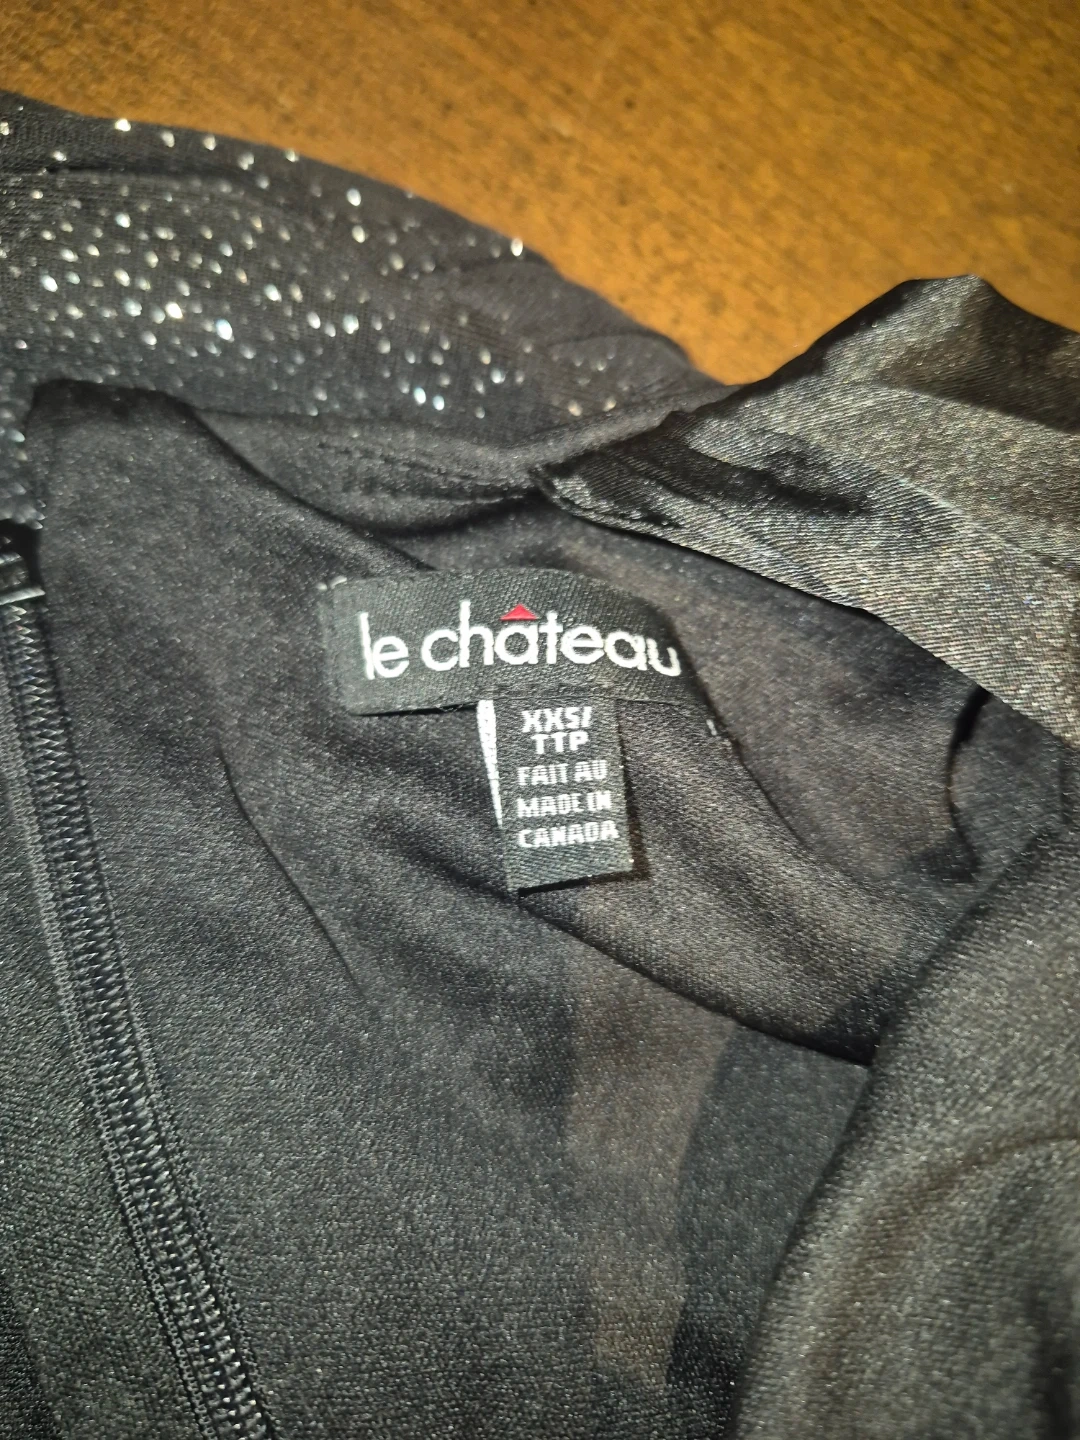 le château
XXS/
TTP
FAIT AU
MADE IN
CANADA